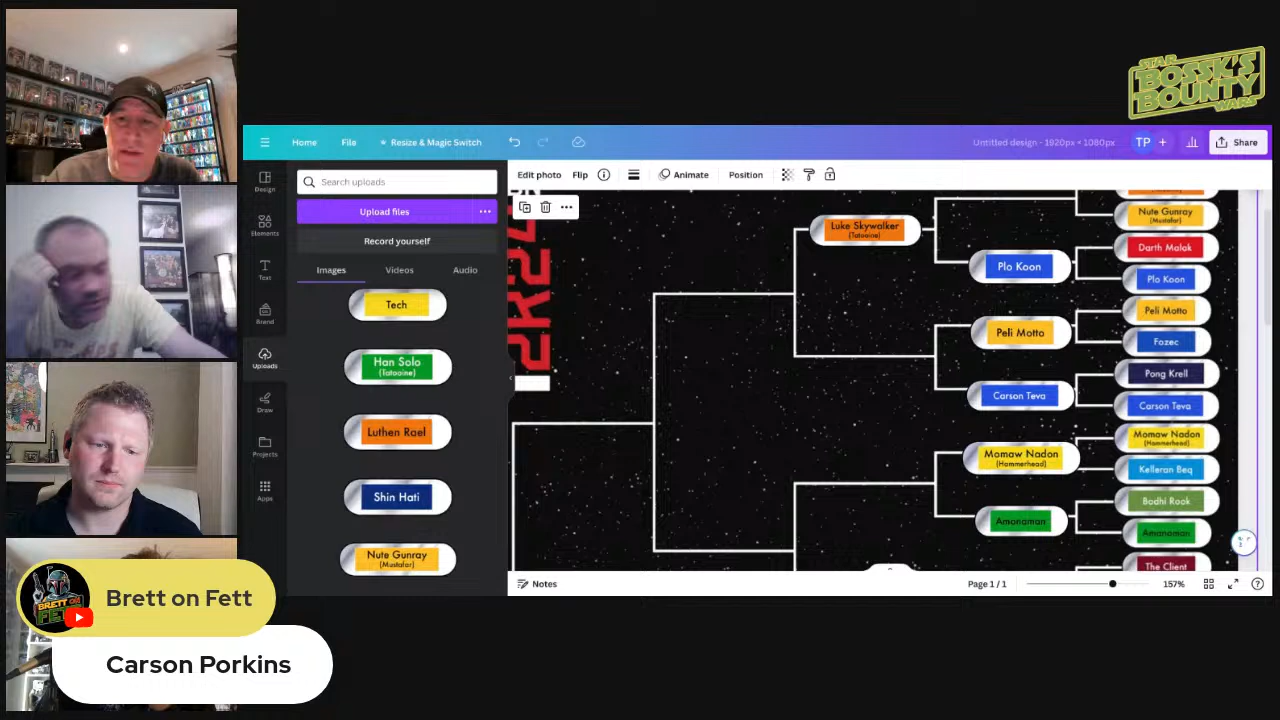 STAR
BOSSK'S
BOUNTY
WARS
Home
File
Resize & Magic Switch
Untitled design - 1920px × 1080px
TP
+
Share
Design
Elements
Text
Brand
Uploads
Draw
Projects
Apps
Search uploads
Upload files
Record yourself
Images
Videos
Audio
Tech
Han Solo
(Tatooine)
Luthen Rael
Shin Hati
Nute Gunray
(Mustafar)
Edit photo
Flip
Animate
Position
Luke Skywalker
(Tatooine)
Plo Koon
Peli Motto
Carson Teva
Momaw Nadon
(Hammerhead)
Amanaman
Nute Gunray
(Mustafar)
Darth Malak
Plo Koon
Peli Motto
Fozec
Pong Krell
Carson Teva
Momaw Nadon
(Hammerhead)
Kelleran Beq
Bodhi Rook
Amanaman
The Client
Notes
Page 1 / 1
157%
BRETT ON
FETT
Brett on Fett
Carson Porkins